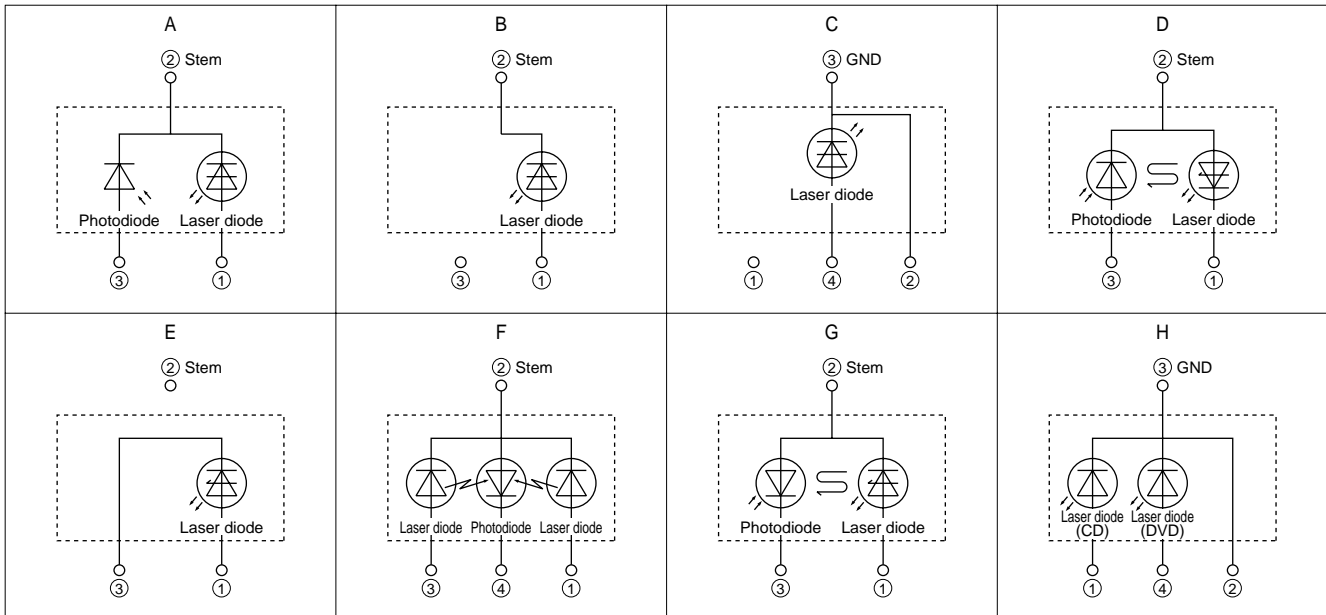 A
② Stem
Photodiode Laser diode
③ ①
B
② Stem
Laser diode
③ ①
C
③ GND
Laser diode
① ④ ②
D
② Stem
Photodiode Laser diode
③ ①
E
② Stem
Laser diode
③ ①
F
② Stem
Laser diode Photodiode Laser diode
③ ④ ①
G
② Stem
Photodiode Laser diode
③ ①
H
③ GND
Laser diode Laser diode
(CD) (DVD)
① ④ ②